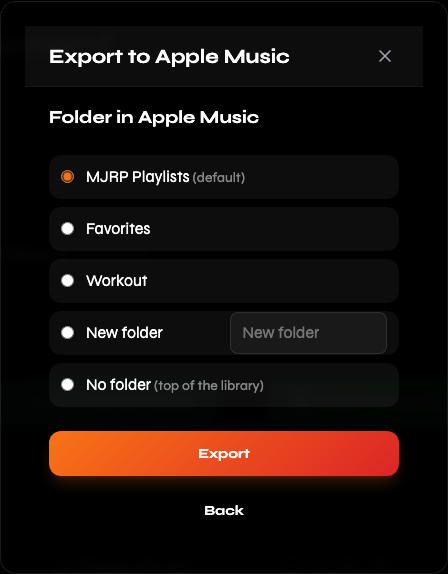 Export to Apple Music
Folder in Apple Music
MJRP Playlists (default)
Favorites
Workout
New folder New folder
No folder (top of the library)
Export
Back